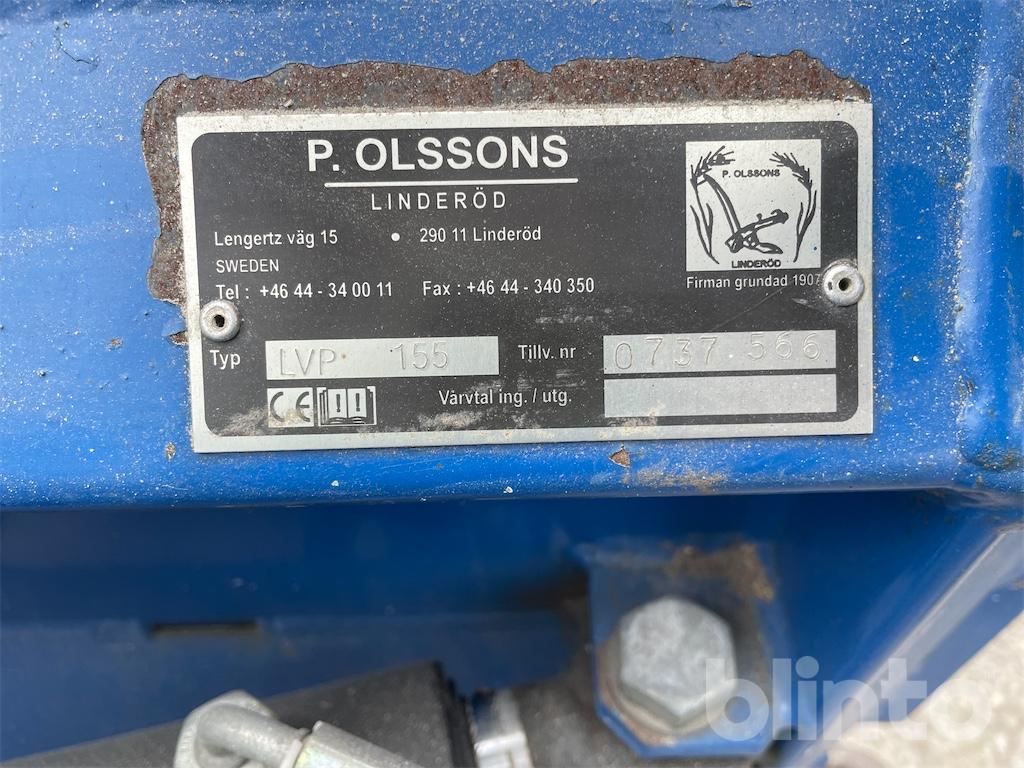 P. OLSSONS
LINDERÖD
Lengertz väg 15 • 290 11 Linderöd
SWEDEN
Tel : +46 44 - 34 00 11 Fax : +46 44 - 340 350
P. OLSSONS
LINDERÖD
Firman grundad 1907
Typ LVP 155 Tillv. nr 0737 566
CE Varvtal ing. / utg.
blinto
blinto